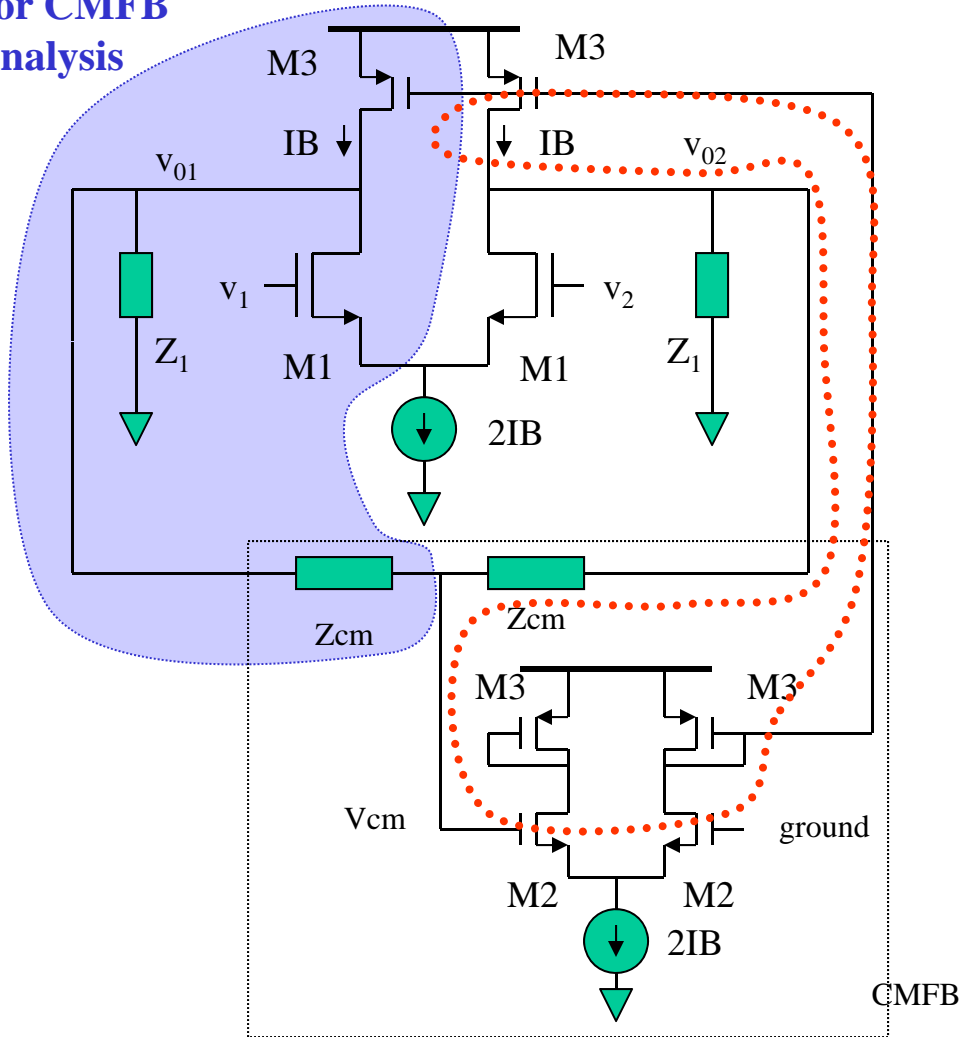 or CMFB
nalysis
M3
M3
IB
IB
v01
v02
v1
v2
Z1
Z1
M1
M1
2IB
Zcm
Zcm
M3
M3
Vcm
ground
M2
M2
2IB
CMFB